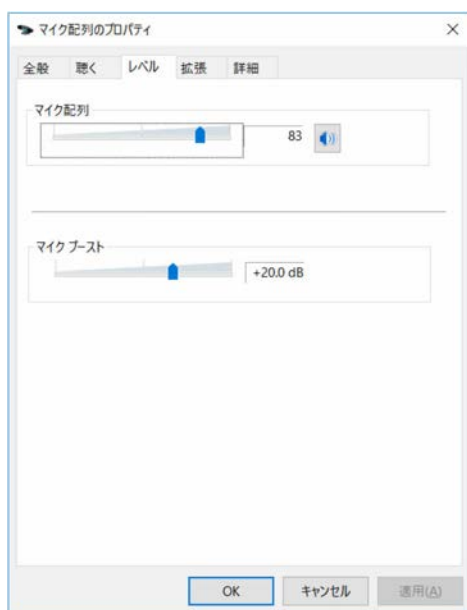 マイク配列のプロパティ
全般 聴く レベル 拡張 詳細
マイク配列
83
マイク ブースト
+20.0 dB
OK キャンセル 適用(A)